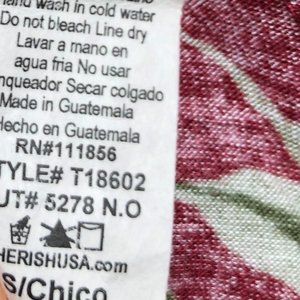 Hand wash in cold water
Do not bleach Line dry
Lavar a mano en
agua fria No usar
nqueador Secar colgado
Made in Guatemala
Hecho en Guatemala
RN#111856
TYLE# T18602
UT# 5278 N.O
HERISHUSA.com
S/Chico